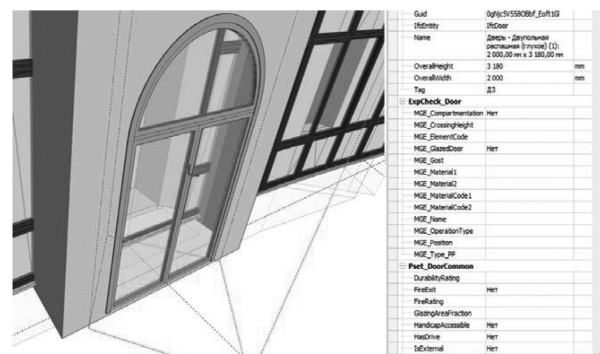 Guid
IfcEntity IfcDoor
Name Дверь - Двупольная
распашная (глухое) (1):
2 000,00 мм x 3 180,00 мм
OverallHeight 3 180 mm
OverallWidth 2 000 mm
Tag Д3
ExpCheck_Door
MGE_Compartmentation Нет
MGE_CrossingHeight
MGE_ElementCode
MGE_GlazedDoor Нет
MGE_Gost
MGE_Material1
MGE_Material2
MGE_MaterialCode1
MGE_MaterialCode2
MGE_Name
MGE_OperationType
MGE_Position
MGE_Type_PP
Pset_DoorCommon
DurabilityRating
FireExit Нет
FireRating
GlazingAreaFraction
HandicapAccessible Нет
HasDrive Нет
IsExternal Нет